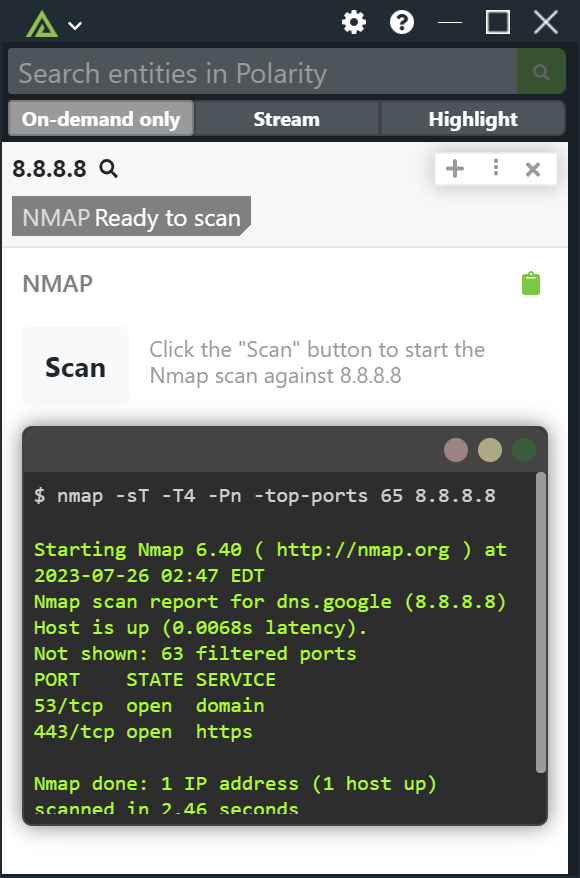 Search entities in Polarity
On-demand only Stream Highlight
8.8.8.8
NMAP Ready to scan
NMAP
Scan
Click the "Scan" button to start the
Nmap scan against 8.8.8.8
$ nmap -sT -T4 -Pn -top-ports 65 8.8.8.8
Starting Nmap 6.40 ( http://nmap.org ) at
2023-07-26 02:47 EDT
Nmap scan report for dns.google (8.8.8.8)
Host is up (0.0068s latency).
Not shown: 63 filtered ports
PORT    STATE SERVICE
53/tcp  open  domain
443/tcp open  https
Nmap done: 1 IP address (1 host up)
scanned in 2.46 seconds